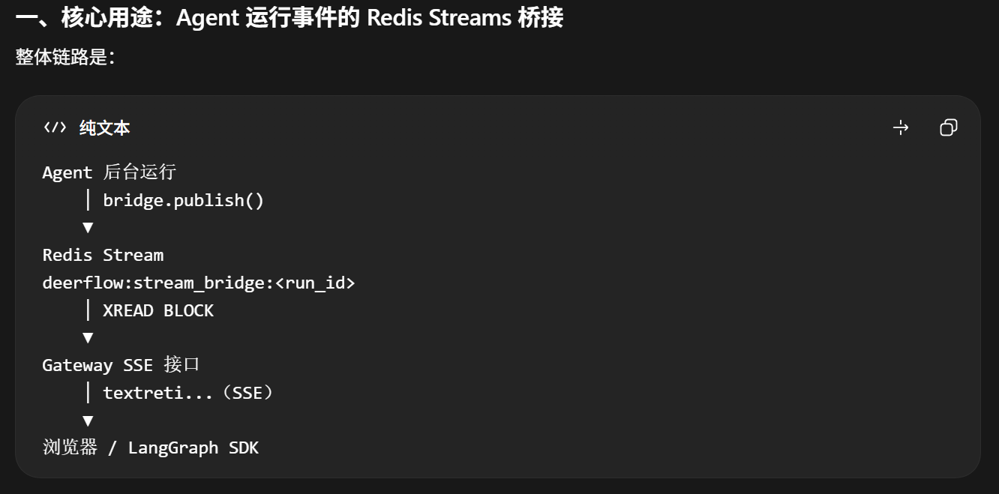 一、核心用途：Agent 运行事件的 Redis Streams 桥接
整体链路是：
</> 纯文本
Agent 后台运行
│ bridge.publish()
▼
Redis Stream
deerflow:stream_bridge:<run_id>
│ XREAD BLOCK
▼
Gateway SSE 接口
│ textreti...（SSE）
▼
浏览器 / LangGraph SDK